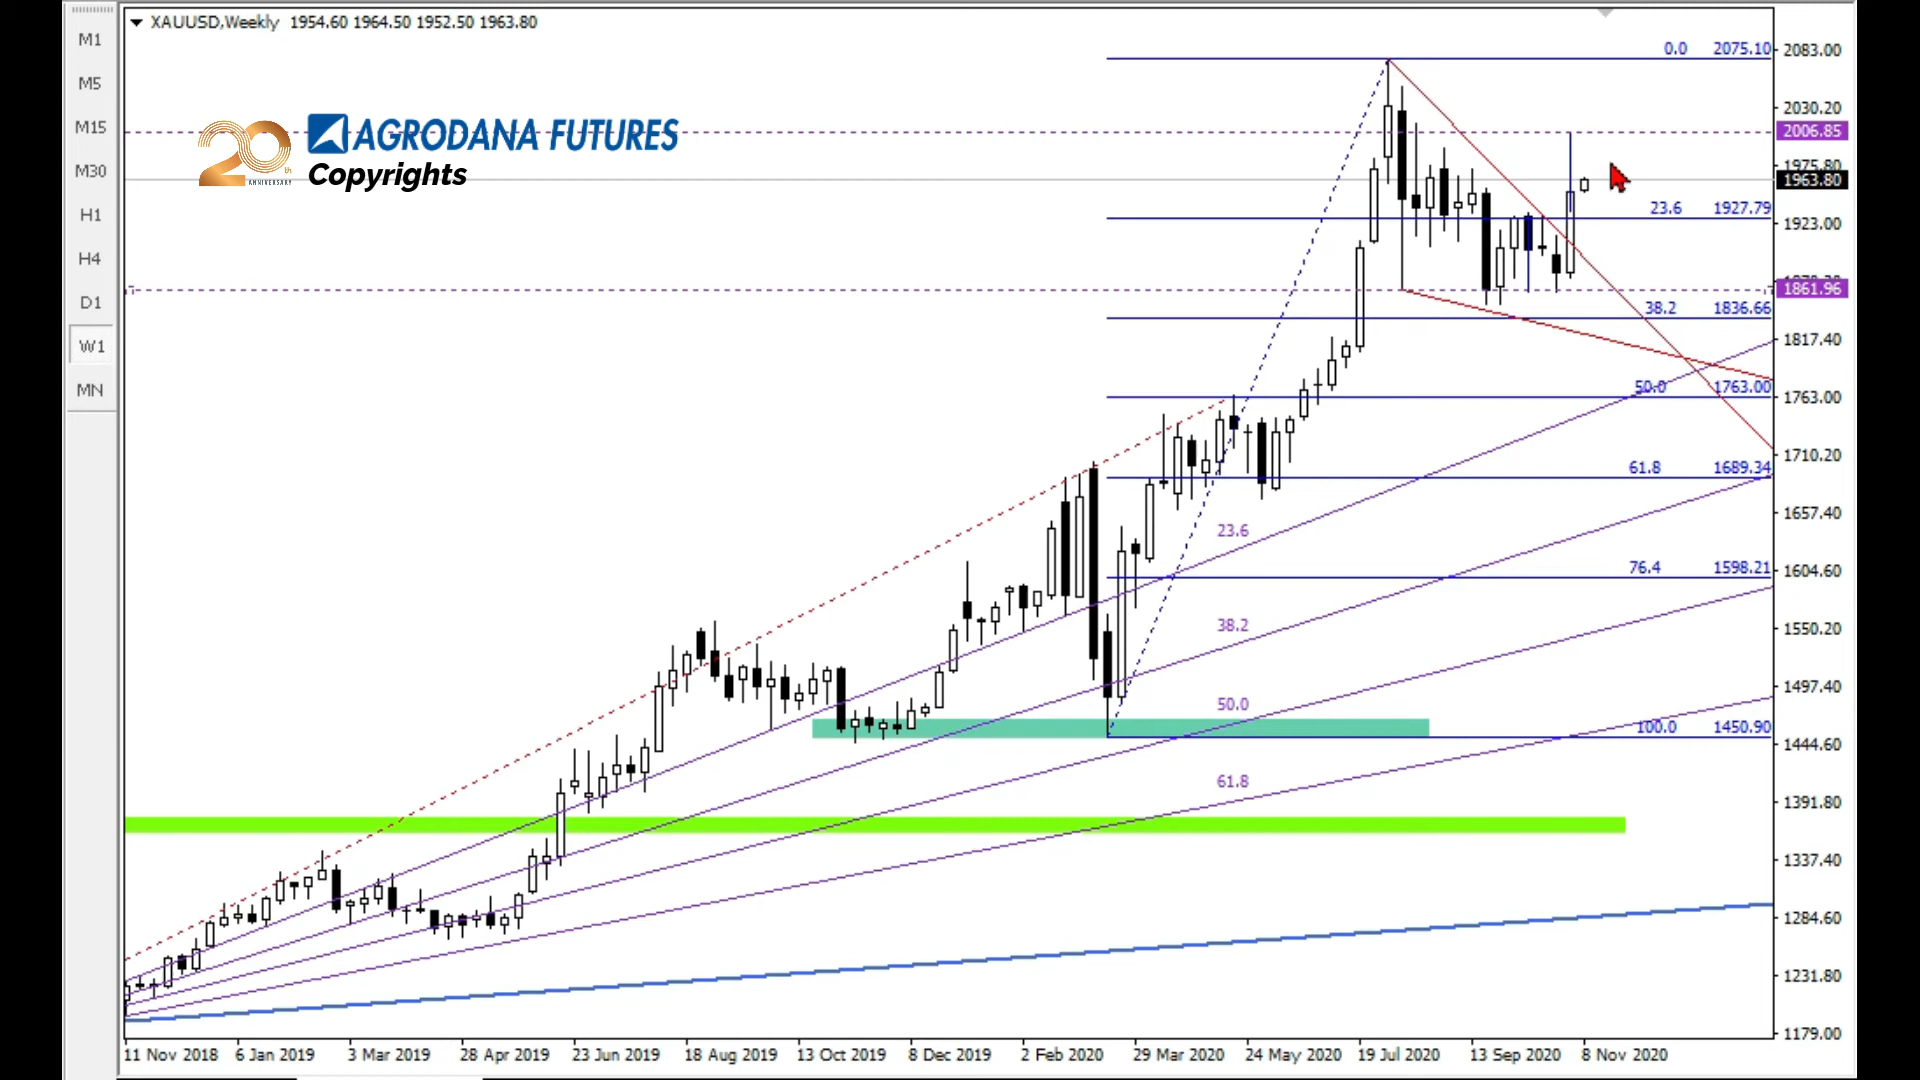 XAUUSD,Weekly 1954.60 1964.50 1952.50 1963.80
M1
M5
M15
M30
H1
H4
D1
W1
MN
20
th
ANNIVERSARY
AGRODANA FUTURES
Copyrights
0.0 2075.10
23.6 1927.79
38.2 1836.66
50.0 1763.00
61.8 1689.34
76.4 1598.21
100.0 1450.90
23.6
38.2
50.0
61.8
2083.00
2030.20
2006.85
1975.80
1963.80
1923.00
1861.96
1817.40
1763.00
1710.20
1657.40
1604.60
1550.20
1497.40
1444.60
1391.80
1337.40
1284.60
1231.80
1179.00
11 Nov 2018 6 Jan 2019 3 Mar 2019 28 Apr 2019 23 Jun 2019 18 Aug 2019 13 Oct 2019 8 Dec 2019 2 Feb 2020 29 Mar 2020 24 May 2020 19 Jul 2020 13 Sep 2020 8 Nov 2020